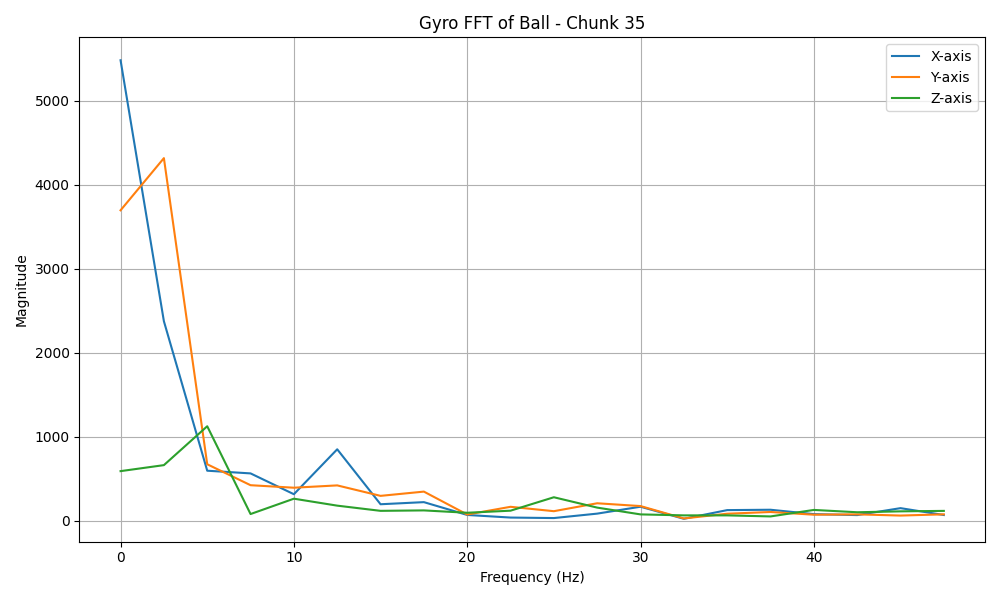 Gyro FFT of Ball - Chunk 35
X-axis
Y-axis
Z-axis
5000
4000
3000
2000
1000
0
Magnitude
0 10 20 30 40
Frequency (Hz)